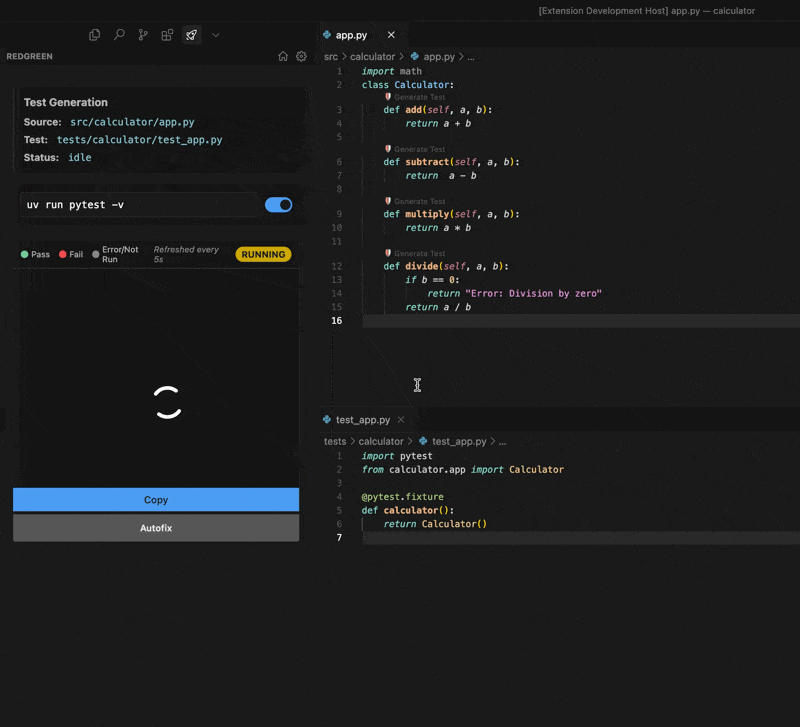 [Extension Development Host] app.py — calculator
REDGREEN
Test Generation
Source: src/calculator/app.py
Test: tests/calculator/test_app.py
Status: idle
uv run pytest -v
Pass Fail Error/Not Run Refreshed every 5s RUNNING
Copy
Autofix
app.py
src > calculator > app.py > ...
1 import math
2 class Calculator:
Generate Test
3 def add(self, a, b):
4 return a + b
5
Generate Test
6 def subtract(self, a, b):
7 return a - b
8
Generate Test
9 def multiply(self, a, b):
10 return a * b
11
Generate Test
12 def divide(self, a, b):
13 if b == 0:
14 return "Error: Division by zero"
15 return a / b
16
test_app.py
tests > calculator > test_app.py > ...
1 import pytest
2 from calculator.app import Calculator
3
4 @pytest.fixture
5 def calculator():
6 return Calculator()
7